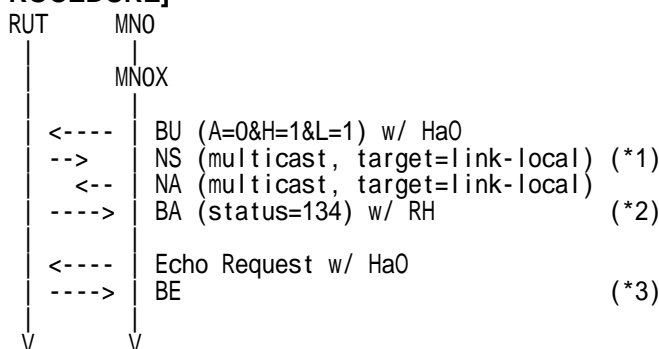 ROCEDURE]
RUT MN0
MN0X
<---- BU (A=0&H=1&L=1) w/ HaO
--> NS (multicast, target=link-local) (*1)
<-- NA (multicast, target=link-local)
----> BA (status=134) w/ RH (*2)
<---- Echo Request w/ HaO
----> BE (*3)
V V